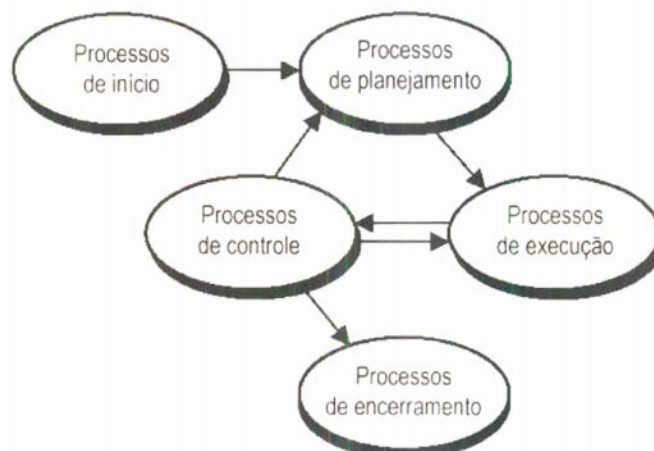 Processos
de início
Processos
de planejamento
Processos
de controle
Processos
de execução
Processos
de encerramento